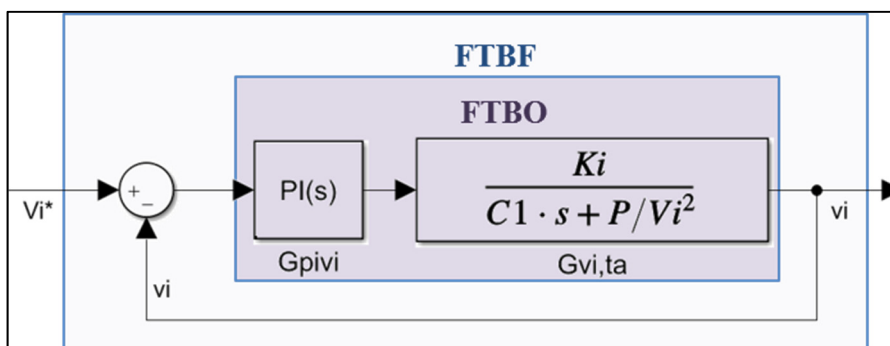 FTBF
FTBO
+
−
PI(s)
Ki
C1 · s + P/Vi²
Vi*
vi
Gpivi
Gvi,ta
vi